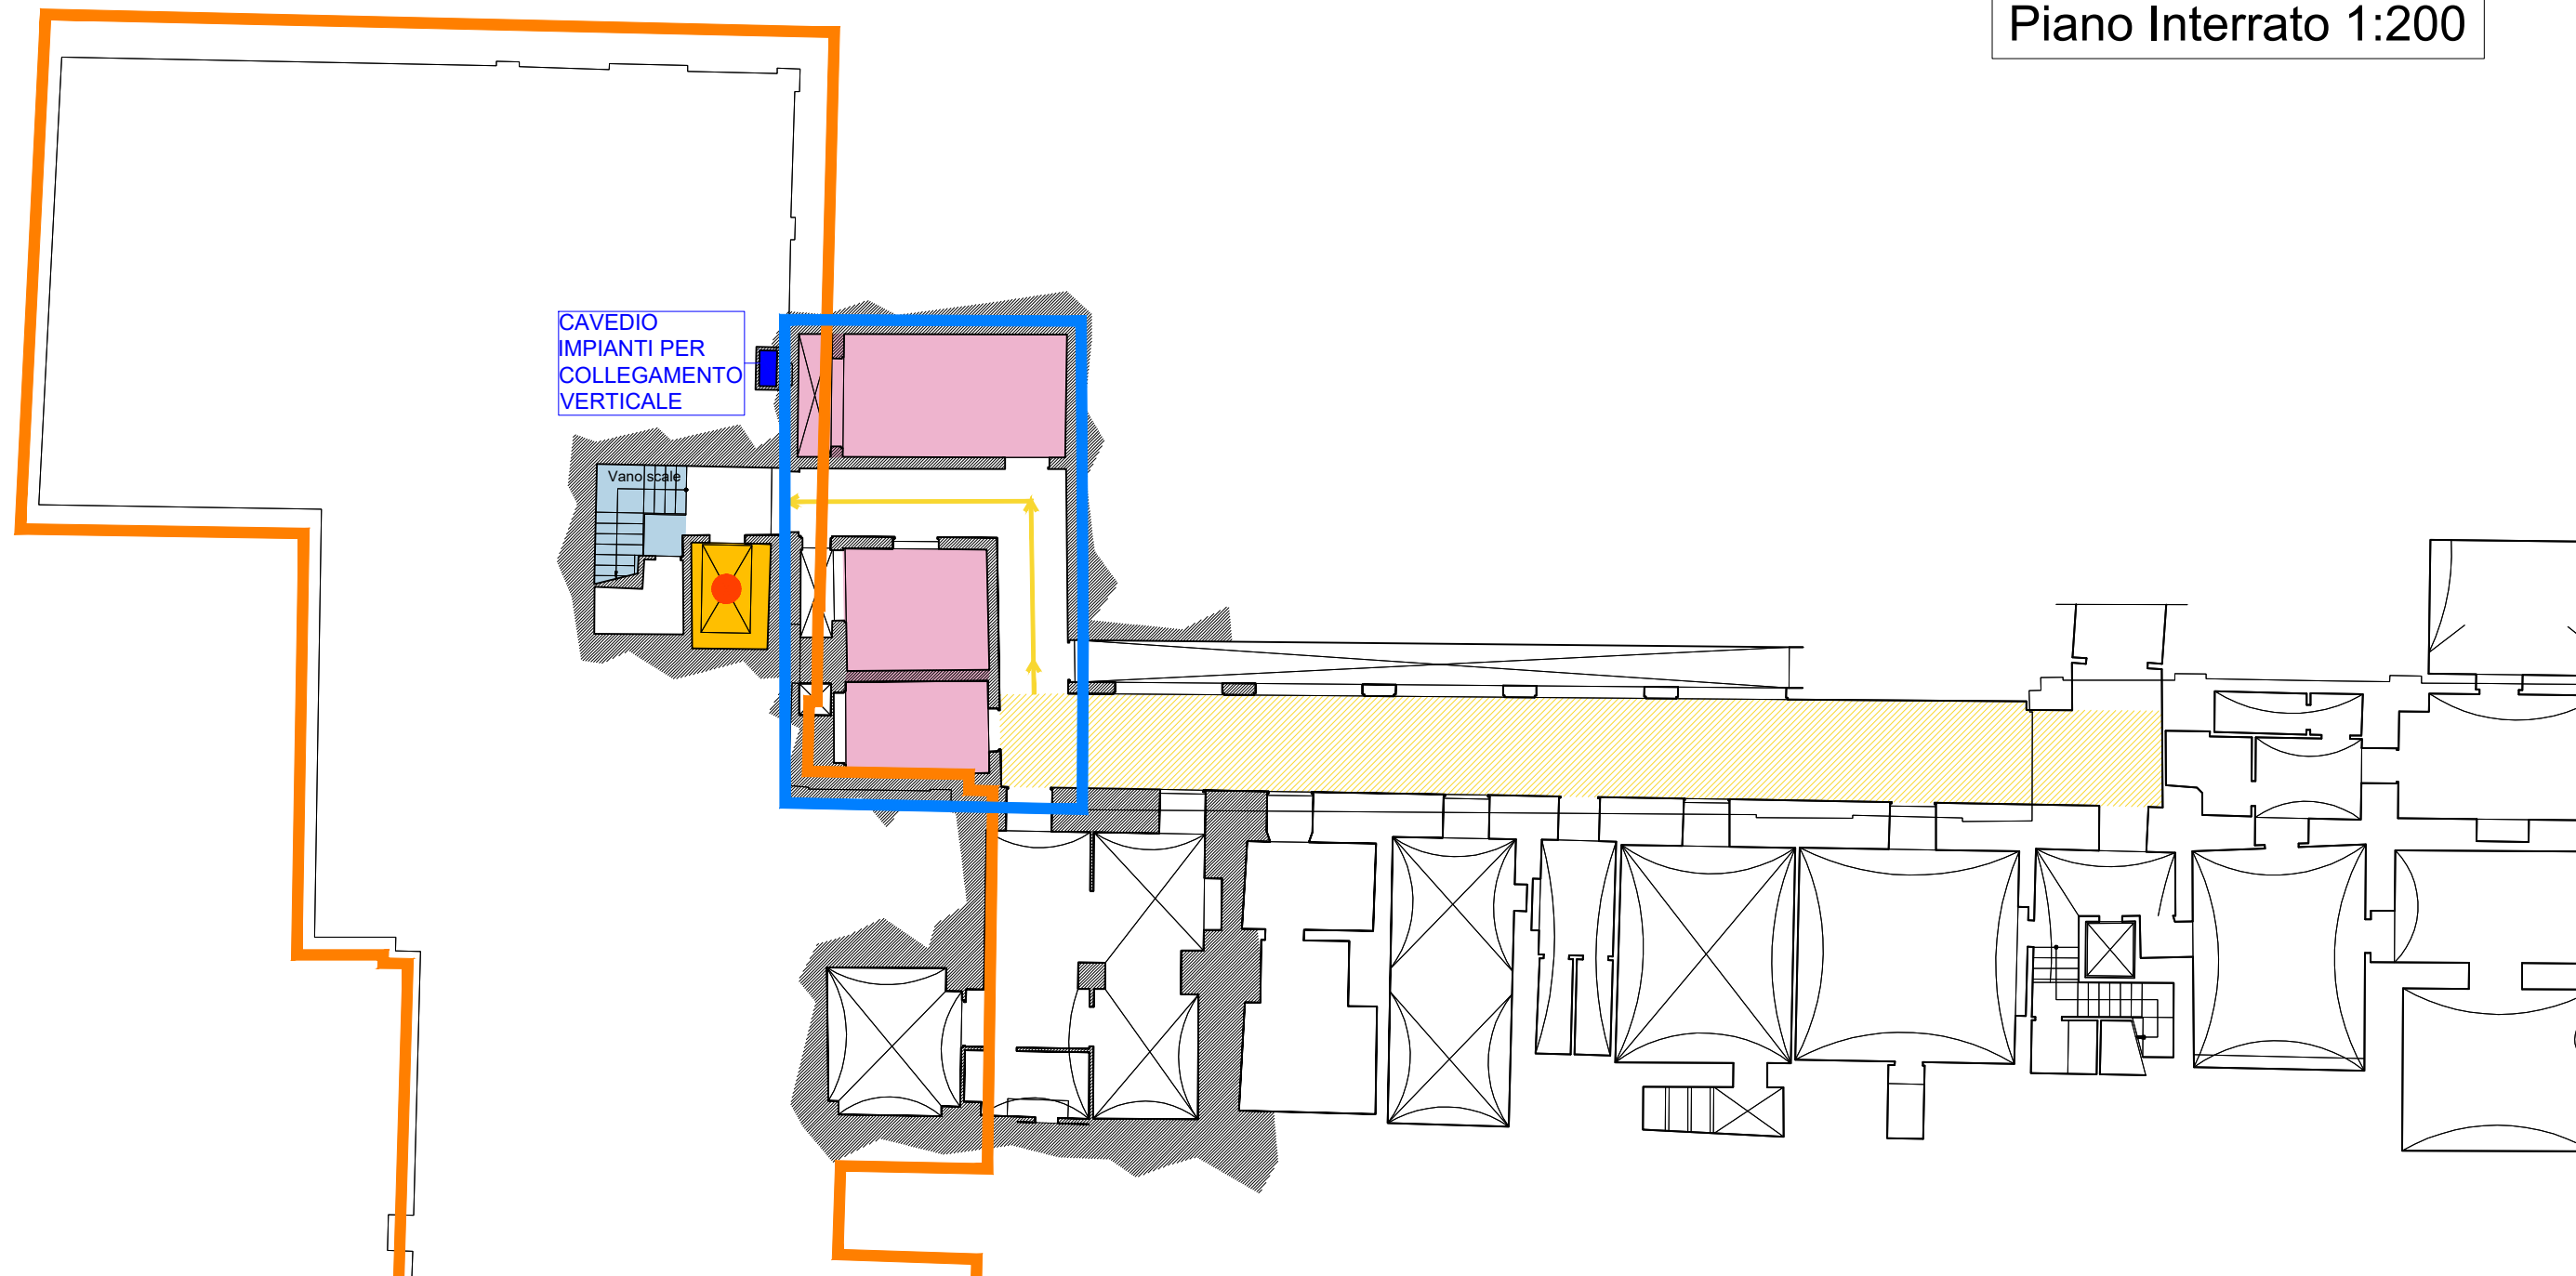 Piano Interrato 1:200
CAVEDIO
IMPIANTI PER
COLLEGAMENTO
VERTICALE
Vano scale